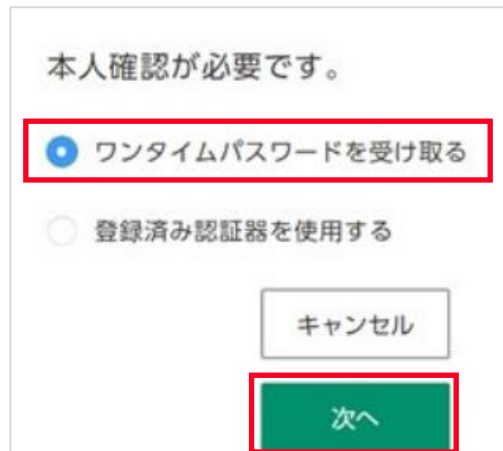 本人確認が必要です。
ワンタイムパスワードを受け取る
登録済み認証器を使用する
キャンセル
次へ